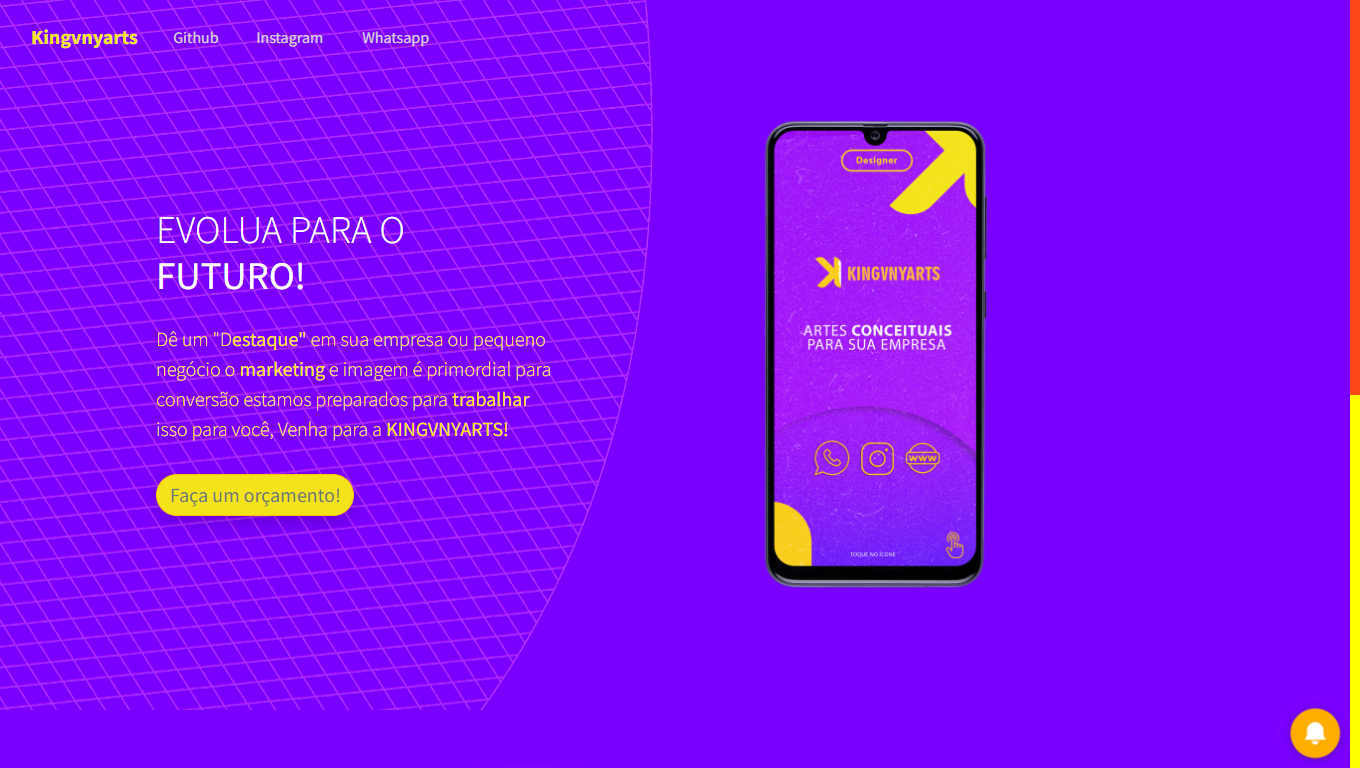 Kingvnyarts Github Instagram Whatsapp
EVOLUA PARA O
FUTURO!
Dê um "Destaque" em sua empresa ou pequeno
negócio o marketing e imagem é primordial para
conversão estamos preparados para trabalhar
isso para você, Venha para a KINGVNYARTS!
Faça um orçamento!
Designer
KINGVNYARTS
ARTES CONCEITUAIS
PARA SUA EMPRESA
WWW
TOQUE NO ÍCONE